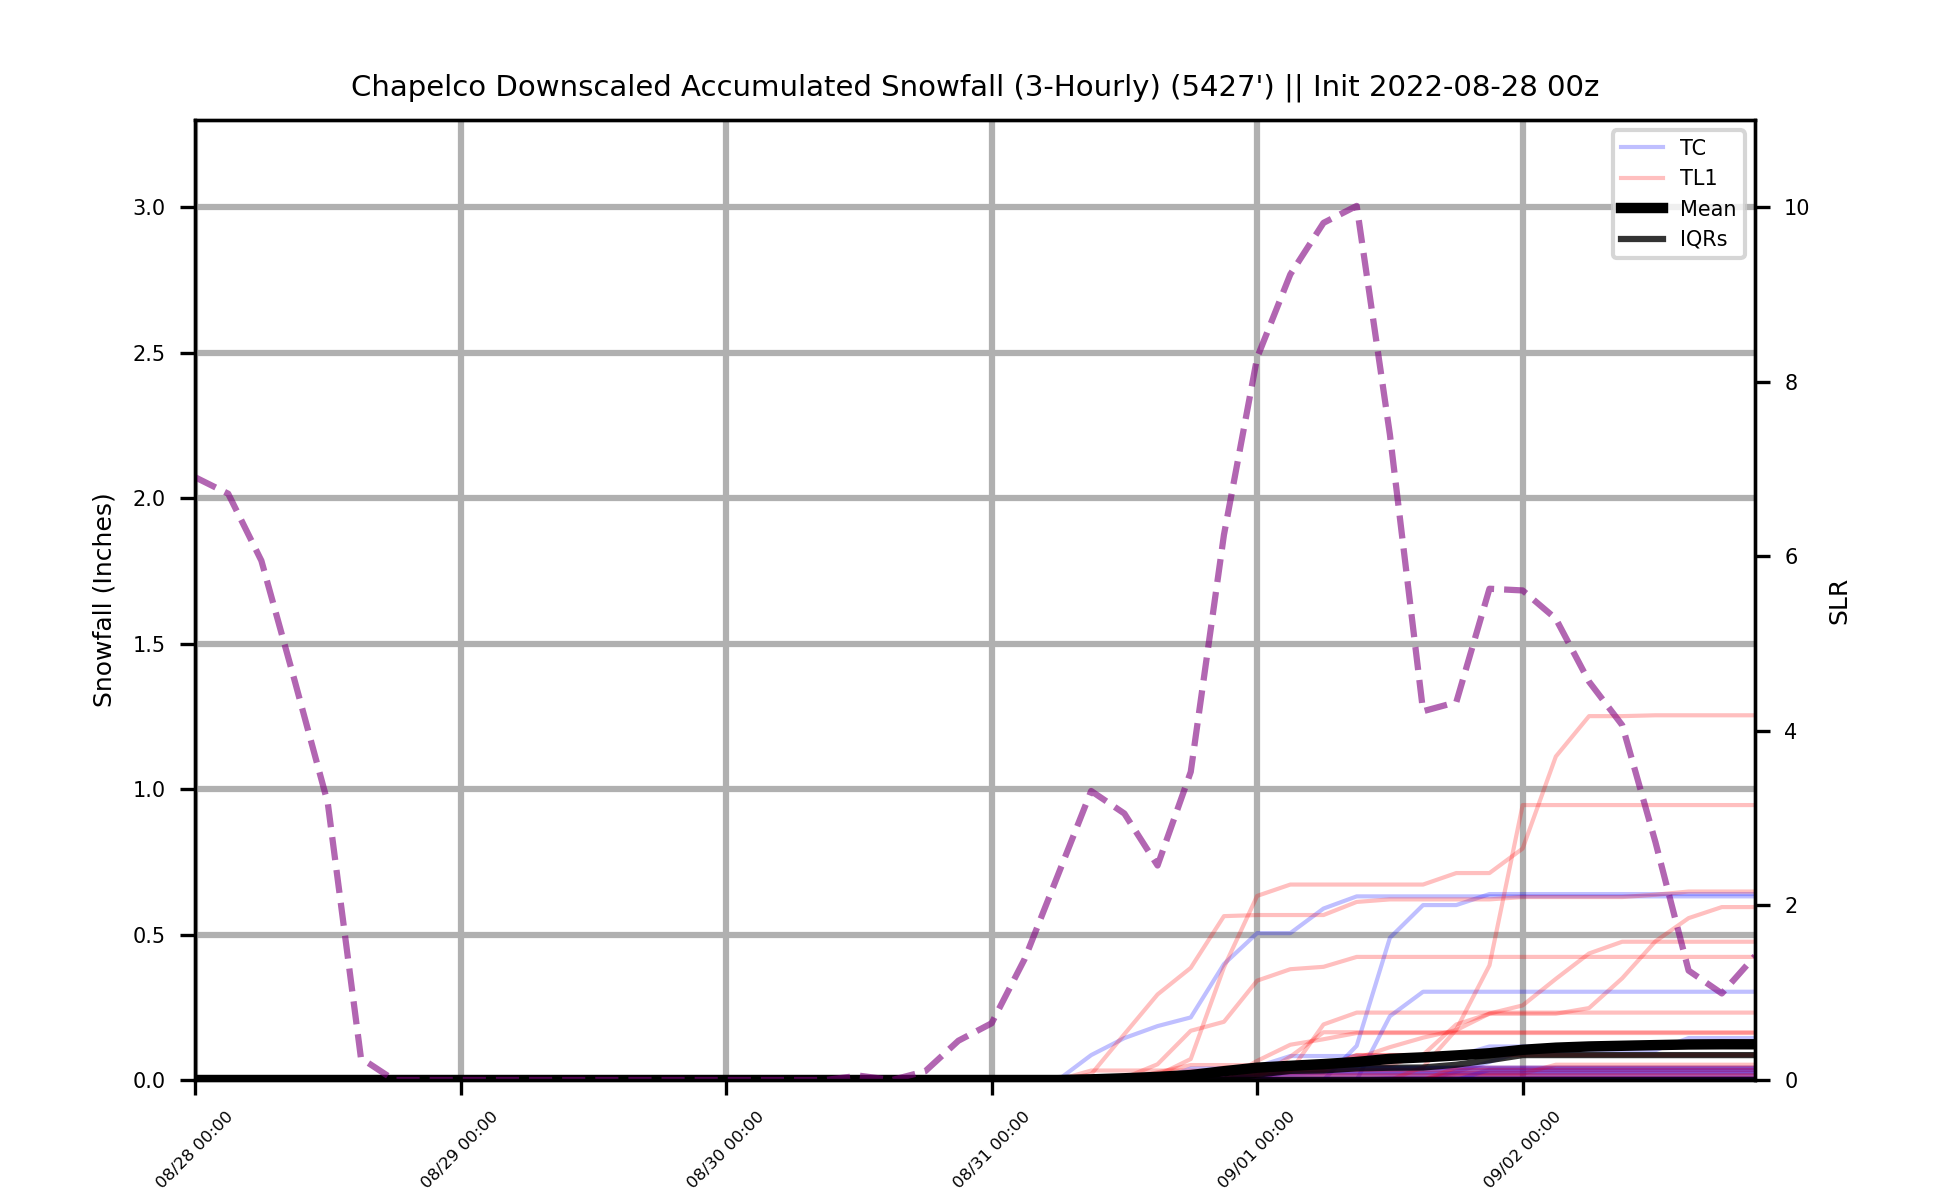 Chapelco Downscaled Accumulated Snowfall (3-Hourly) (5427') || Init 2022-08-28 00z
TC
TL1
Mean
IQRs
Snowfall (Inches)
3.0
2.5
2.0
1.5
1.0
0.5
0.0
10
8
6
4
2
0
SLR
08/28 00:00
08/29 00:00
08/30 00:00
08/31 00:00
09/01 00:00
09/02 00:00